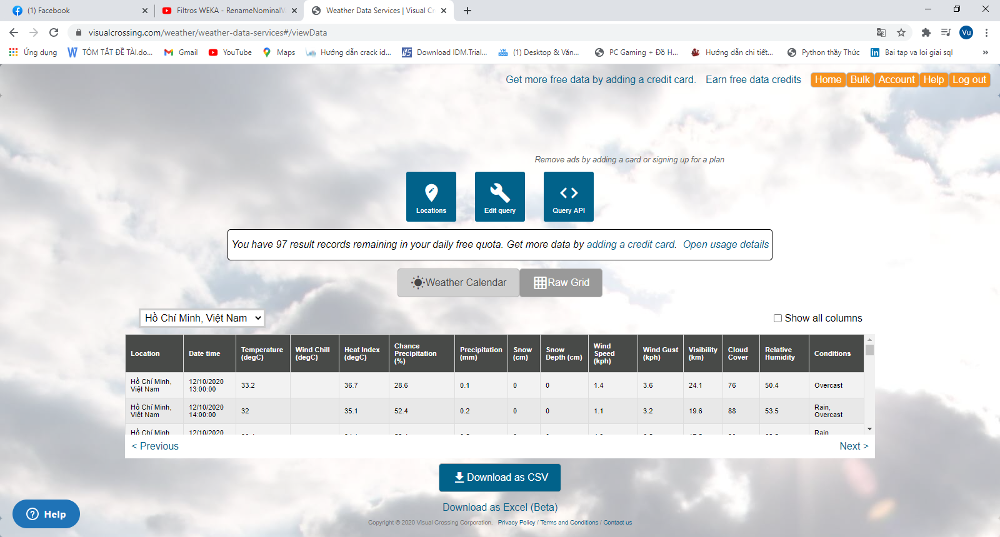 (1) Facebook
Filtros WEKA - RenameNominalV
Weather Data Services | Visual Cr
visualcrossing.com/weather/weather-data-services#/viewData
Vu
Ứng dụng
TÓM TẮT ĐỀ TÀI.do...
Gmail
YouTube
Maps
Hướng dẫn crack id...
Download IDM.Trial...
(1) Desktop & Văn...
PC Gaming + Đồ H...
Hướng dẫn chi tiết...
Python thầy Thức
Bai tap va loi giai sql
»
Get more free data by adding a credit card. Earn free data credits Home Bulk Account Help Log out
Remove ads by adding a card or signing up for a plan
Locations
Edit query
Query API
You have 97 result records remaining in your daily free quota. Get more data by adding a credit card. Open usage details
Weather Calendar Raw Grid
Hồ Chí Minh, Việt Nam
Show all columns
Location
Date time
Temperature
(degC)
Wind Chill
(degC)
Heat Index
(degC)
Chance
Precipitation
(%)
Precipitation
(mm)
Snow
(cm)
Snow
Depth (cm)
Wind
Speed
(kph)
Wind Gust
(kph)
Visibility
(km)
Cloud
Cover
Relative
Humidity
Conditions
Hồ Chí Minh,
Việt Nam
12/10/2020
13:00:00
33.2
36.7
28.6
0.1
0
0
1.4
3.6
24.1
76
50.4
Overcast
Hồ Chí Minh,
Việt Nam
12/10/2020
14:00:00
32
35.1
52.4
0.2
0
0
1.1
3.2
19.6
88
53.5
Rain,
Overcast
Hồ Chí Minh
12/10/2020
Rain
< Previous
Next >
Download as CSV
Download as Excel (Beta)
Copyright © 2020 Visual Crossing Corporation. Privacy Policy / Terms and Conditions / Contact us
Help